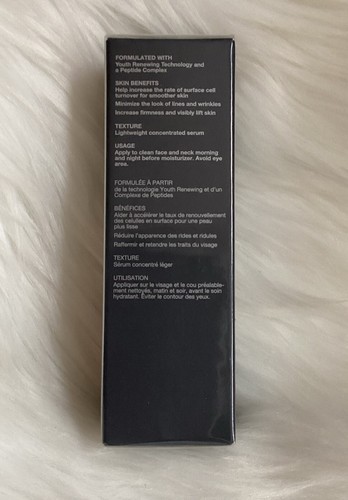 FORMULATED WITH
Youth Renewing Technology and
a Peptide Complex
SKIN BENEFITS
Help increase the rate of surface cell
turnover for smoother skin
Minimize the look of lines and wrinkles
Increase firmness and visibly lift skin
TEXTURE
Lightweight concentrated serum
USAGE
Apply to clean face and neck morning
and night before moisturizer. Avoid eye
area.
FORMULÉE À PARTIR
de la technologie Youth Renewing et d'un
Complexe de Peptides
BÉNÉFICES
Aider à accélérer le taux de renouvellement
des cellules en surface pour une peau
plus lisse
Réduire l'apparence des rides et ridules
Raffermir et retendre les traits du visage
TEXTURE
Sérum concentré léger
UTILISATION
Appliquer sur le visage et le cou préalable-
ment nettoyés, matin et soir, avant le soin
hydratant. Éviter le contour des yeux.